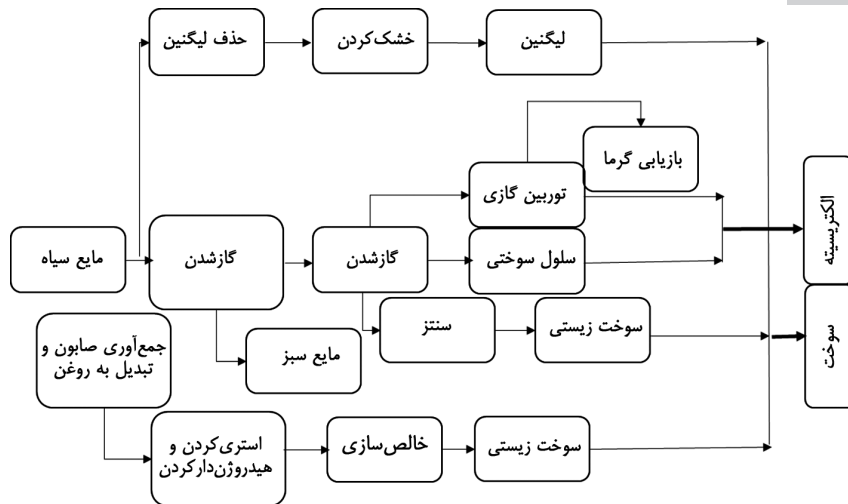 حذف لیگنین
خشک‌کردن
لیگنین
بازیابی گرما
توربین گازی
الکتریسیته
مایع سیاه
گازشدن
گازشدن
سلول سوختی
سنتز
سوخت زیستی
سوخت
مایع سبز
جمع‌آوری صابون و
تبدیل به روغن
استری‌کردن و
هیدروژن‌دارکردن
خالص‌سازی
سوخت زیستی